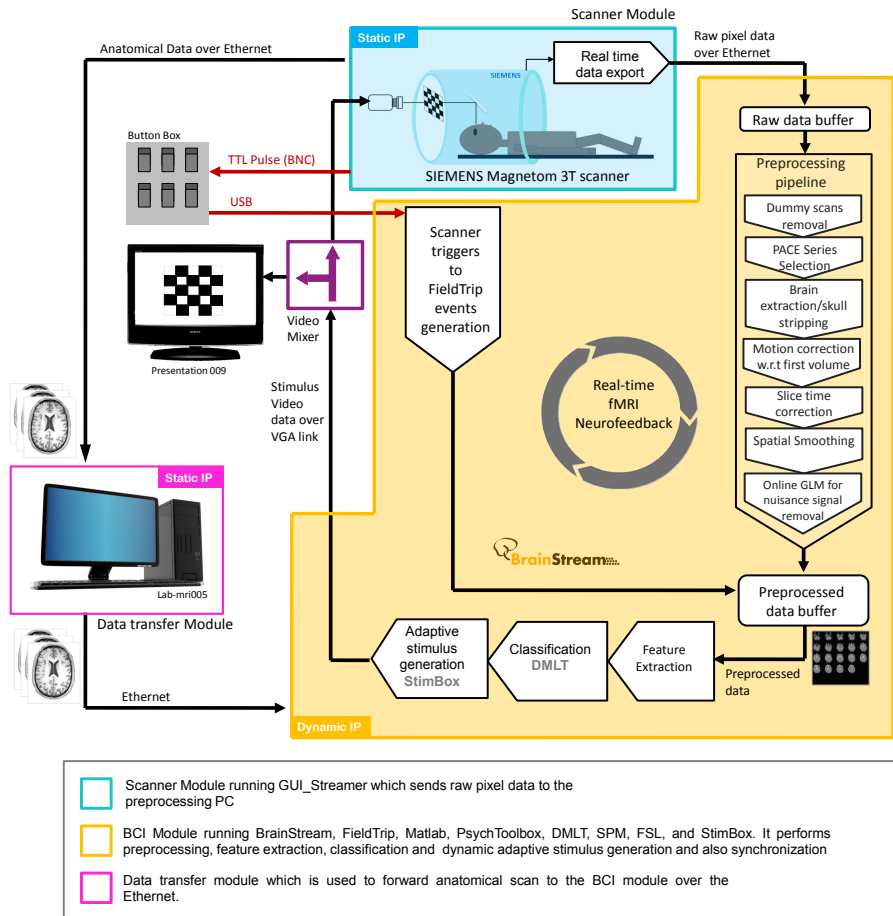 Scanner Module
Anatomical Data over Ethernet
Static IP
Raw pixel data
over Ethernet
Real time
data export
SIEMENS
SIEMENS Magnetom 3T scanner
Raw data buffer
Button Box
TTL Pulse (BNC)
USB
Preprocessing
pipeline
Dummy scans
removal
PACE Series
Selection
Brain
extraction/skull
stripping
Motion correction
w.r.t first volume
Slice time
correction
Spatial Smoothing
Online GLM for
nuisance signal
removal
Scanner
triggers
to
FieldTrip
events
generation
Video
Mixer
Presentation 009
Stimulus
Video
data over
VGA link
Real-time
fMRI
Neurofeedback
Static IP
Lab-mri005
Data transfer Module
BrainStream
Preprocessed
data buffer
Adaptive
stimulus
generation
StimBox
Classification
DMLT
Feature
Extraction
Preprocessed
data
Ethernet
Dynamic IP
Scanner Module running GUI_Streamer which sends raw pixel data to the
preprocessing PC
BCI Module running BrainStream, FieldTrip, Matlab, PsychToolbox, DMLT, SPM, FSL, and StimBox. It performs
preprocessing, feature extraction, classification and dynamic adaptive stimulus generation and also synchronization
Data transfer module which is used to forward anatomical scan to the BCI module over the
Ethernet.